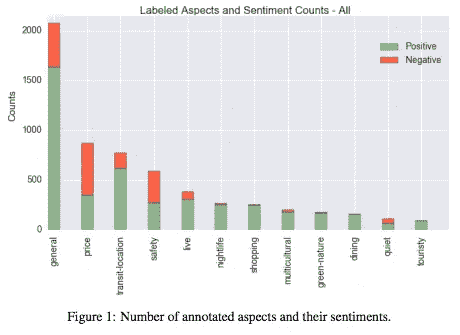 Labeled Aspects and Sentiment Counts - All
Positive
Negative
Counts
2000
1500
1000
500
0
general
price
transit-location
safety
live
nightlife
shopping
multicultural
green-nature
dining
quiet
touristy
Figure 1: Number of annotated aspects and their sentiments.